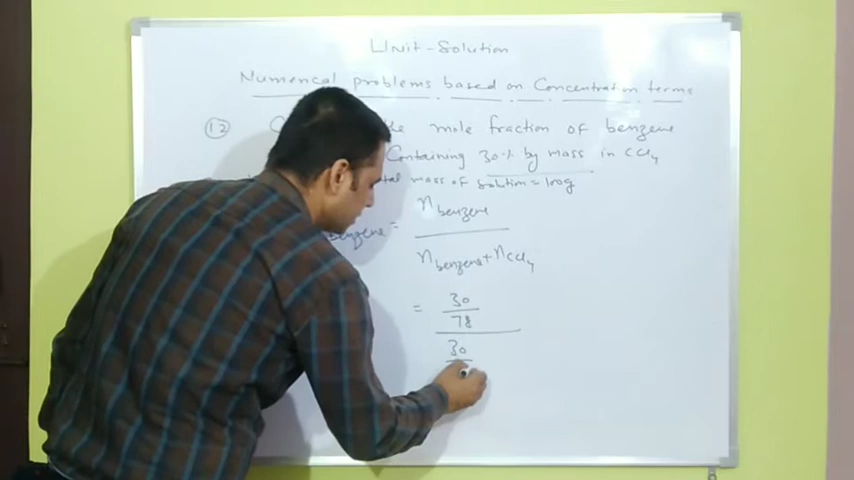 Unit-Solution
Numerical problems based on Concentration terms
(12) C mole fraction of benzene
Containing 30% by mass in CCl4
mass of solution = 100g
benzene = n benzene
n benzene + n CCl4
= 30
78
30